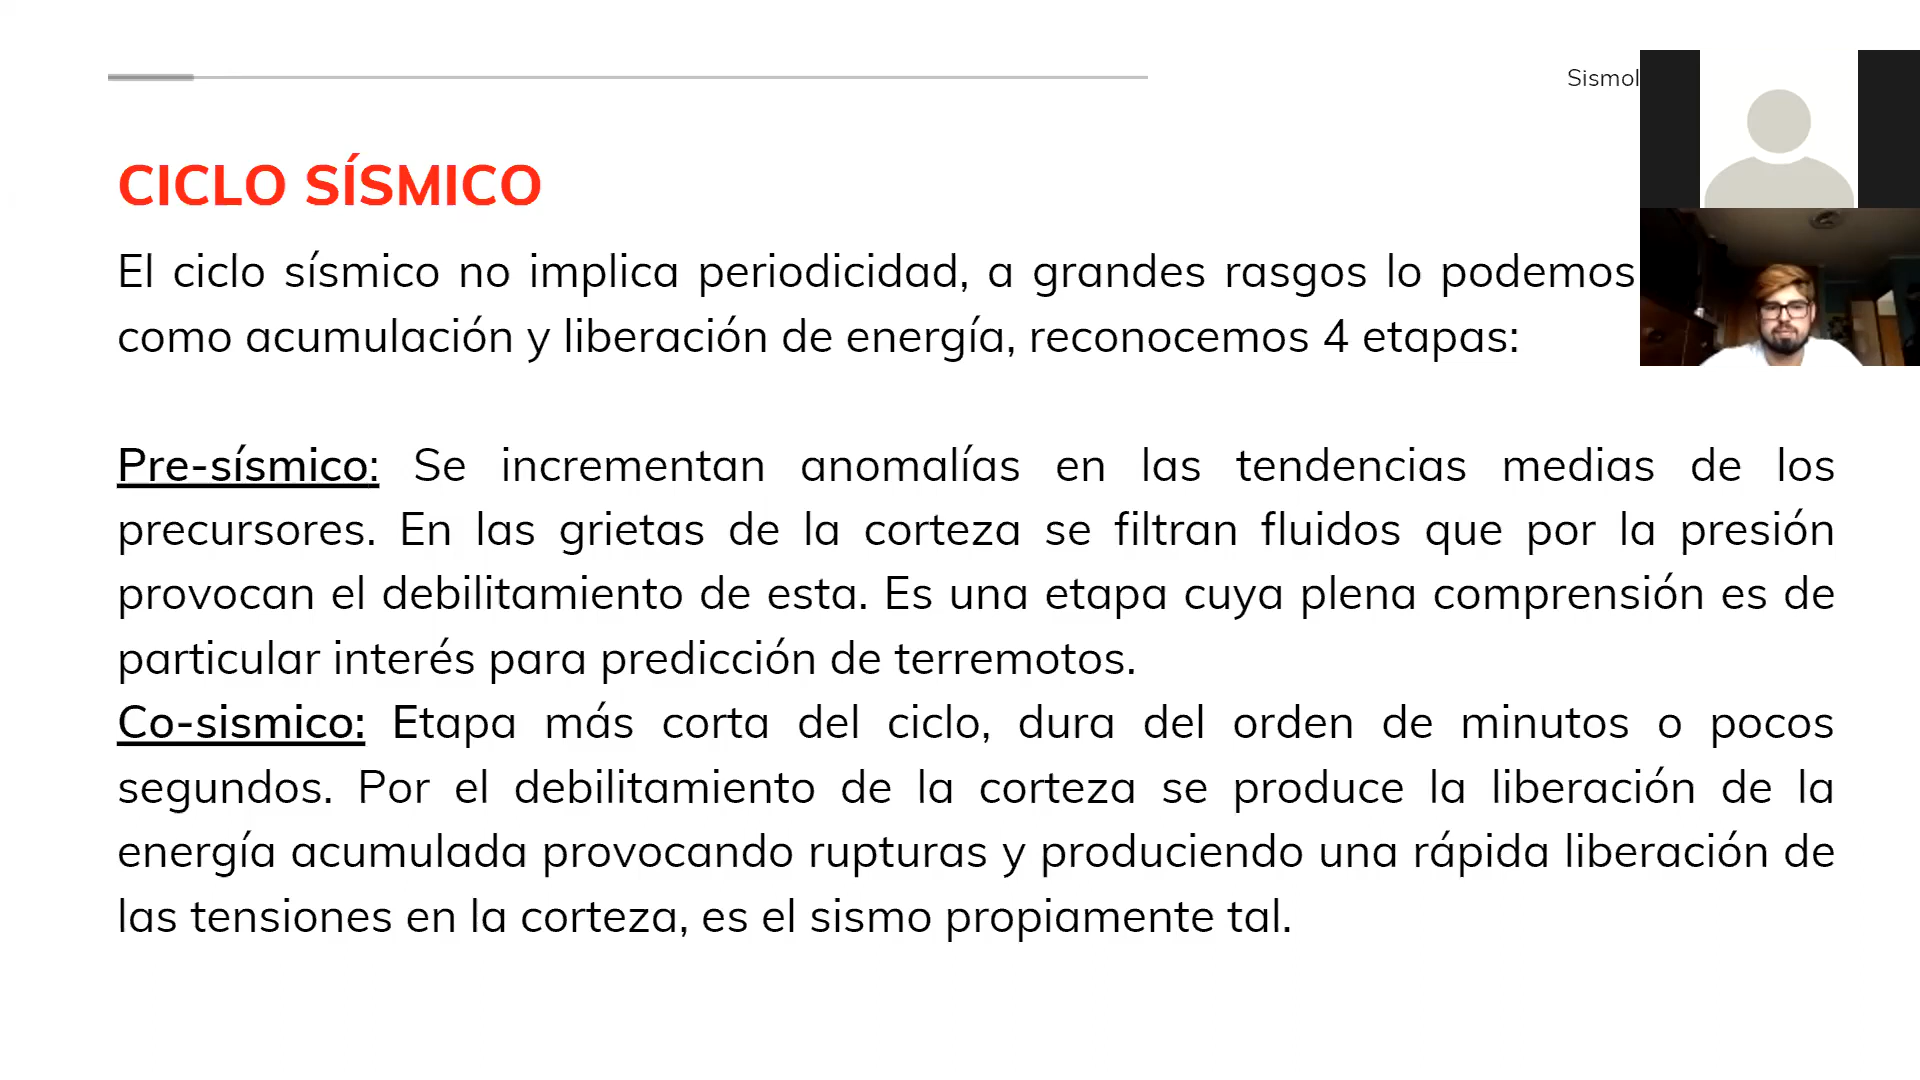 Sismol
CICLO SÍSMICO
El ciclo sísmico no implica periodicidad, a grandes rasgos lo podemos
como acumulación y liberación de energía, reconocemos 4 etapas:
Pre-sísmico: Se incrementan anomalías en las tendencias medias de los
precursores. En las grietas de la corteza se filtran fluidos que por la presión
provocan el debilitamiento de esta. Es una etapa cuya plena comprensión es de
particular interés para predicción de terremotos.
Co-sismico: Etapa más corta del ciclo, dura del orden de minutos o pocos
segundos. Por el debilitamiento de la corteza se produce la liberación de la
energía acumulada provocando rupturas y produciendo una rápida liberación de
las tensiones en la corteza, es el sismo propiamente tal.